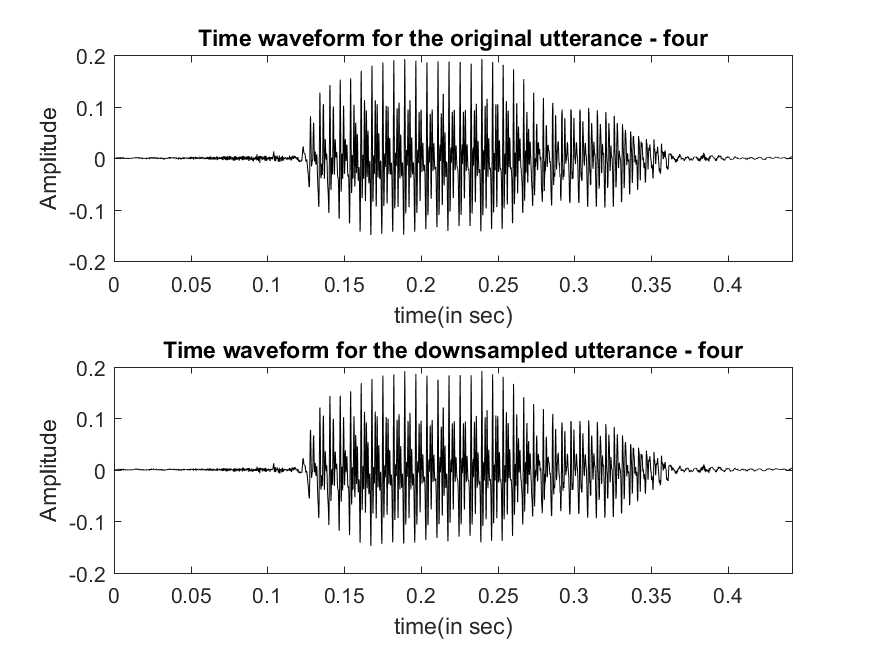 Time waveform for the original utterance - four
0.2
0.1
0
-0.1
-0.2
Amplitude
0 0.05 0.1 0.15 0.2 0.25 0.3 0.35 0.4
time(in sec)
Time waveform for the downsampled utterance - four
0.2
0.1
0
-0.1
-0.2
Amplitude
0 0.05 0.1 0.15 0.2 0.25 0.3 0.35 0.4
time(in sec)